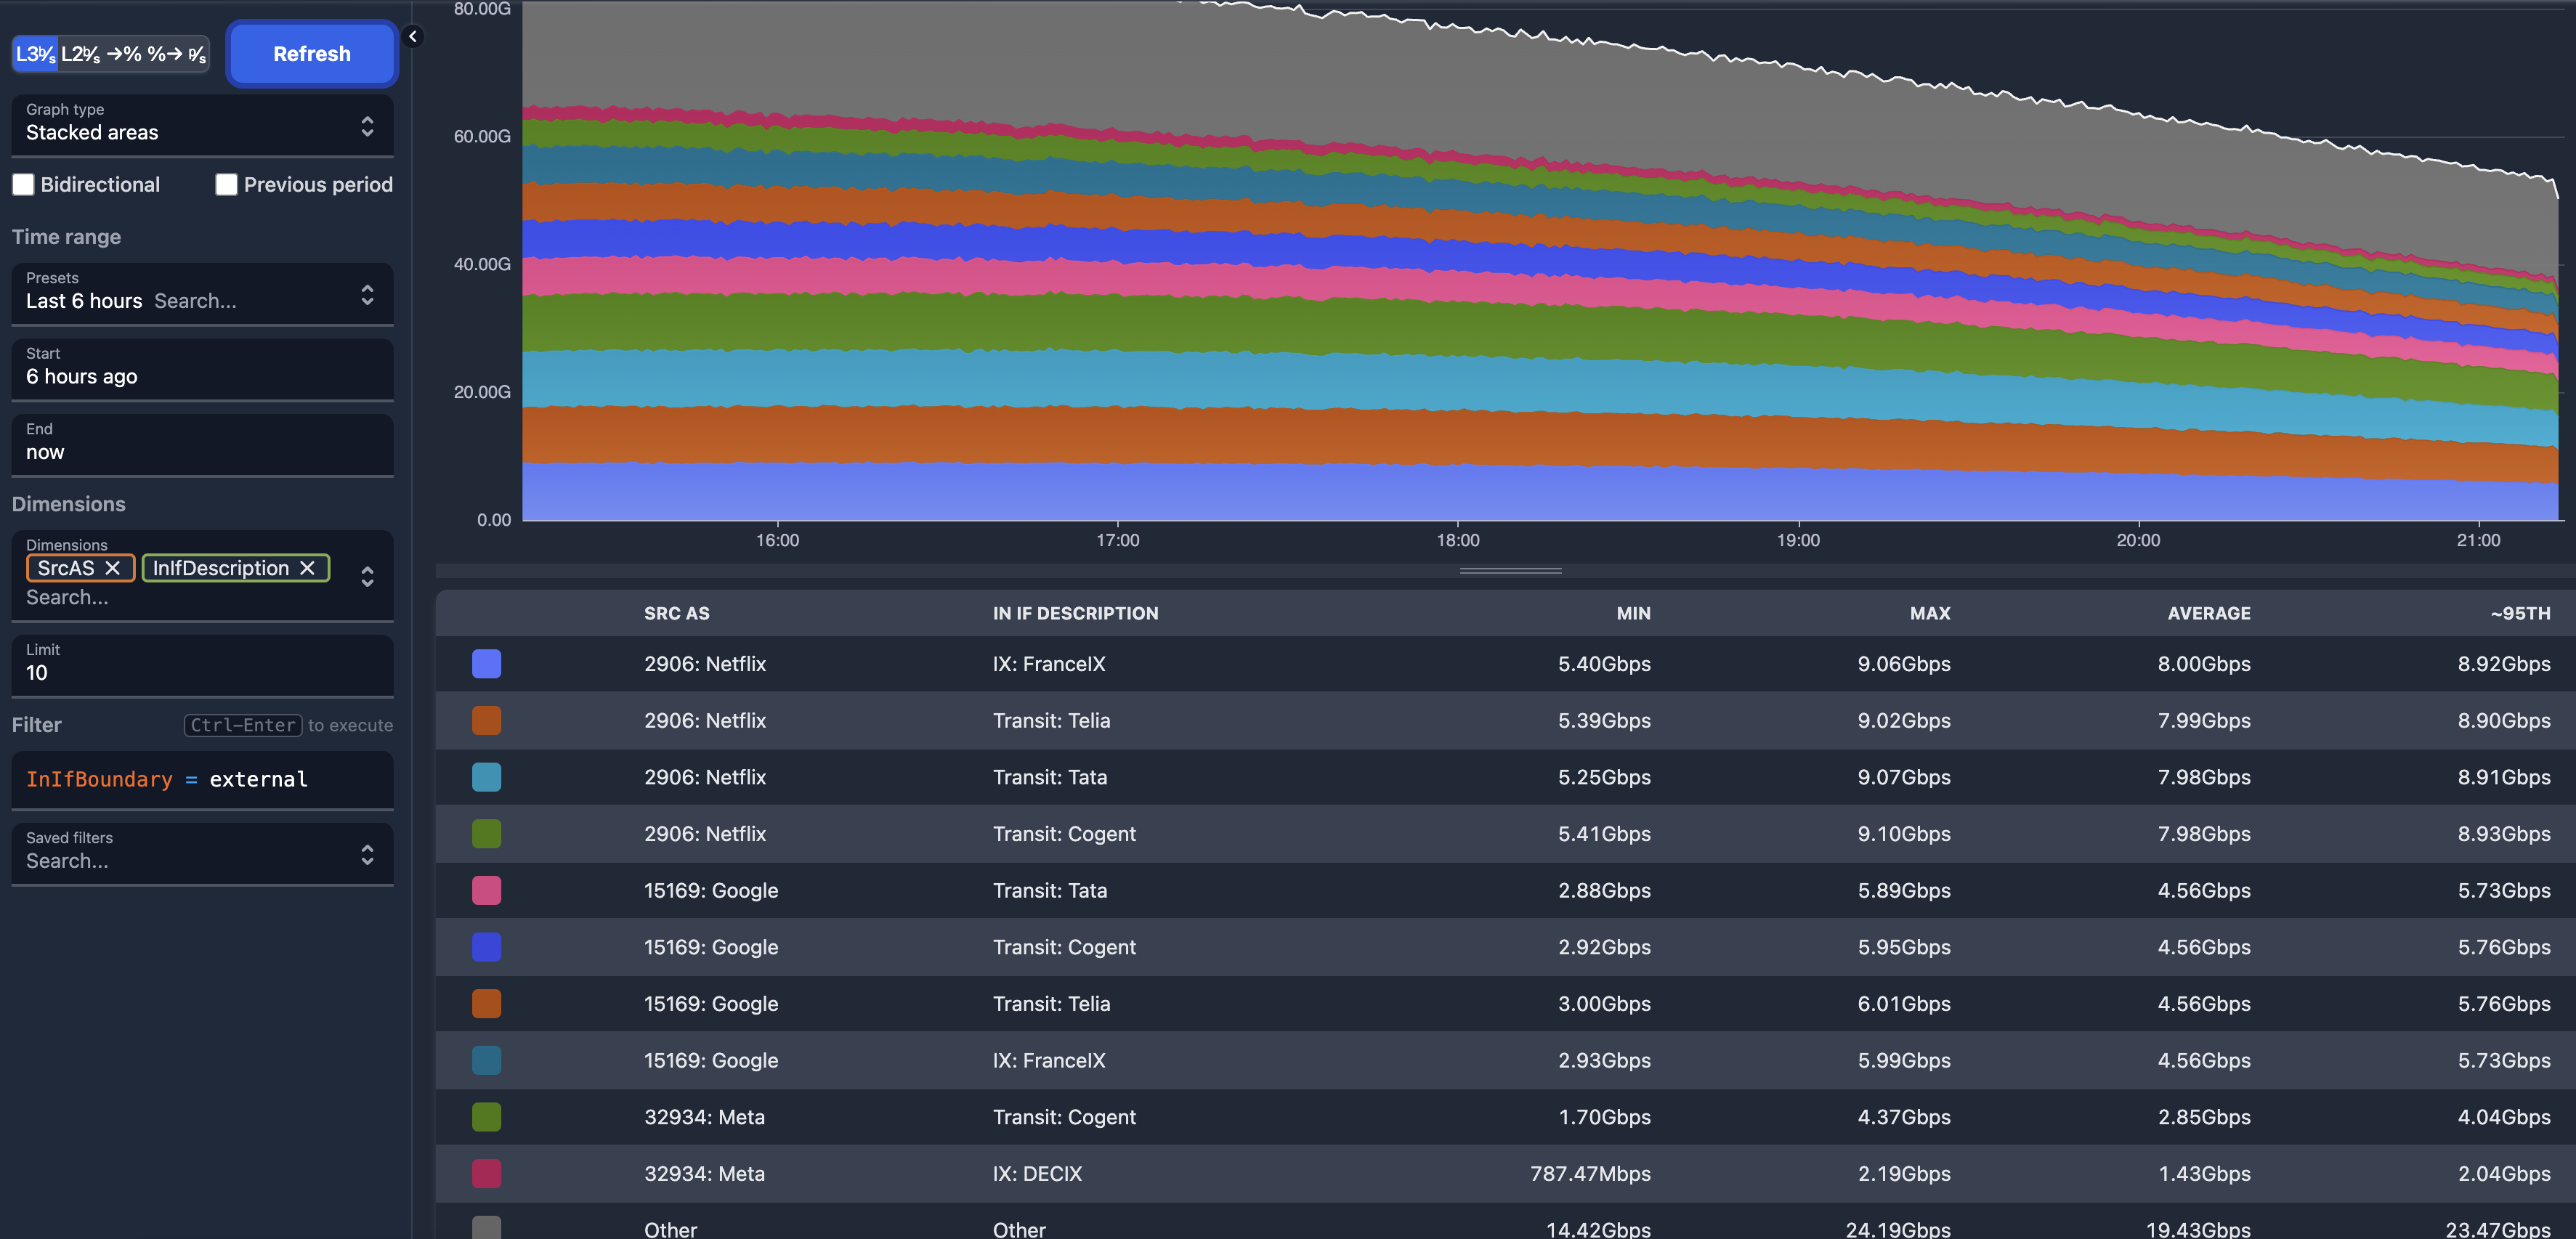 L3ᵇ⁄s L2ᵇ⁄s →% %→ ᵖ⁄s
Refresh
Graph type
Stacked areas
Bidirectional
Previous period
Time range
Presets
Last 6 hours Search...
Start
6 hours ago
End
now
Dimensions
Dimensions
SrcAS
InIfDescription
Search...
Limit
10
Filter
Ctrl-Enter to execute
InIfBoundary = external
Saved filters
Search...
80.00G
60.00G
40.00G
20.00G
0.00
16:00 17:00 18:00 19:00 20:00 21:00
SRC AS IN IF DESCRIPTION MIN MAX AVERAGE ~95TH
2906: Netflix IX: FranceIX 5.40Gbps 9.06Gbps 8.00Gbps 8.92Gbps
2906: Netflix Transit: Telia 5.39Gbps 9.02Gbps 7.99Gbps 8.90Gbps
2906: Netflix Transit: Tata 5.25Gbps 9.07Gbps 7.98Gbps 8.91Gbps
2906: Netflix Transit: Cogent 5.41Gbps 9.10Gbps 7.98Gbps 8.93Gbps
15169: Google Transit: Tata 2.88Gbps 5.89Gbps 4.56Gbps 5.73Gbps
15169: Google Transit: Cogent 2.92Gbps 5.95Gbps 4.56Gbps 5.76Gbps
15169: Google Transit: Telia 3.00Gbps 6.01Gbps 4.56Gbps 5.76Gbps
15169: Google IX: FranceIX 2.93Gbps 5.99Gbps 4.56Gbps 5.73Gbps
32934: Meta Transit: Cogent 1.70Gbps 4.37Gbps 2.85Gbps 4.04Gbps
32934: Meta IX: DECIX 787.47Mbps 2.19Gbps 1.43Gbps 2.04Gbps
Other Other 14.42Gbps 24.19Gbps 19.43Gbps 23.47Gbps